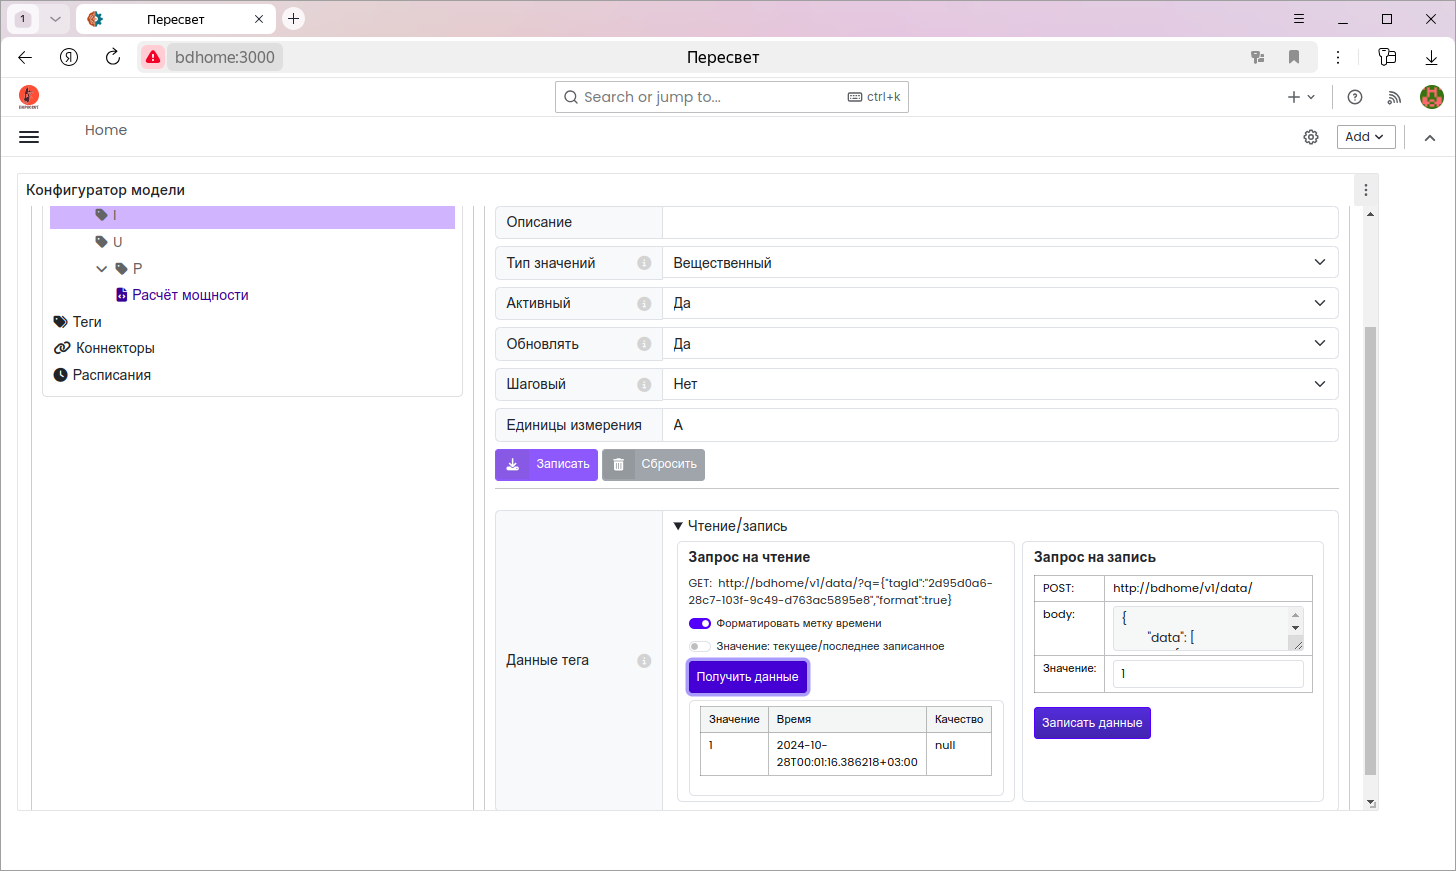 1
Пересвет
bdhome:3000
Пересвет
Search or jump to...
ctrl+k
Home
Add
Конфигуратор модели
I
U
P
Расчёт мощности
Теги
Коннекторы
Расписания
Описание
Тип значений
Вещественный
Активный
Да
Обновлять
Да
Шаговый
Нет
Единицы измерения
А
Записать
Сбросить
Данные тега
Чтение/запись
Запрос на чтение
GET: http://bdhome/v1/data/?q={"tagId":"2d95d0a6-
28c7-103f-9c49-d763ac5895e8","format":true}
Форматировать метку времени
Значение: текущее/последнее записанное
Получить данные
Значение Время Качество
1 2024-10- null
28T00:01:16.386218+03:00
Запрос на запись
POST: http://bdhome/v1/data/
body: {
"data": [
Значение: 1
Записать данные